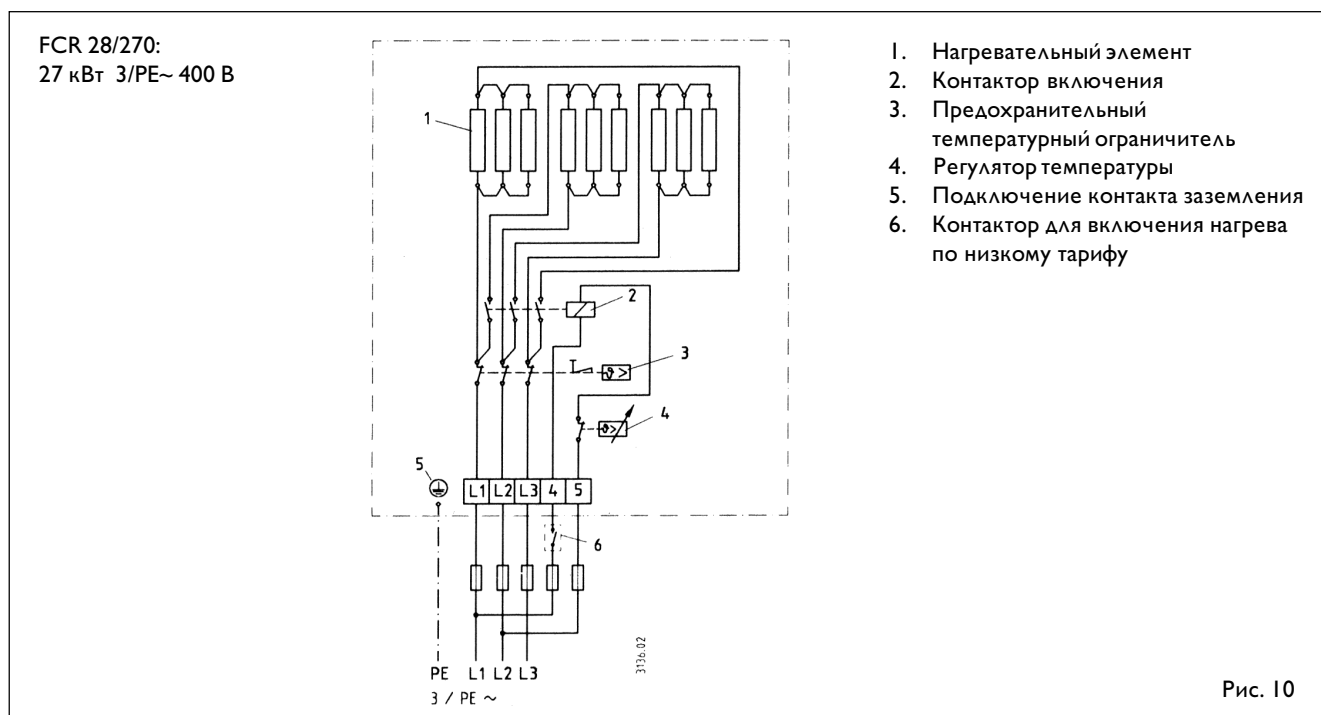 FCR 28/270:
27 кВт 3/PE~ 400 В
1. Нагревательный элемент
2. Контактор включения
3. Предохранительный
температурный ограничитель
4. Регулятор температуры
5. Подключение контакта заземления
6. Контактор для включения нагрева
по низкому тарифу
1
2
3
ϑ >
4
ϑ>
5
L1 L2 L3 4 5
6
3136.02
PE L1 L2 L3
3 / PE ~
Рис. 10